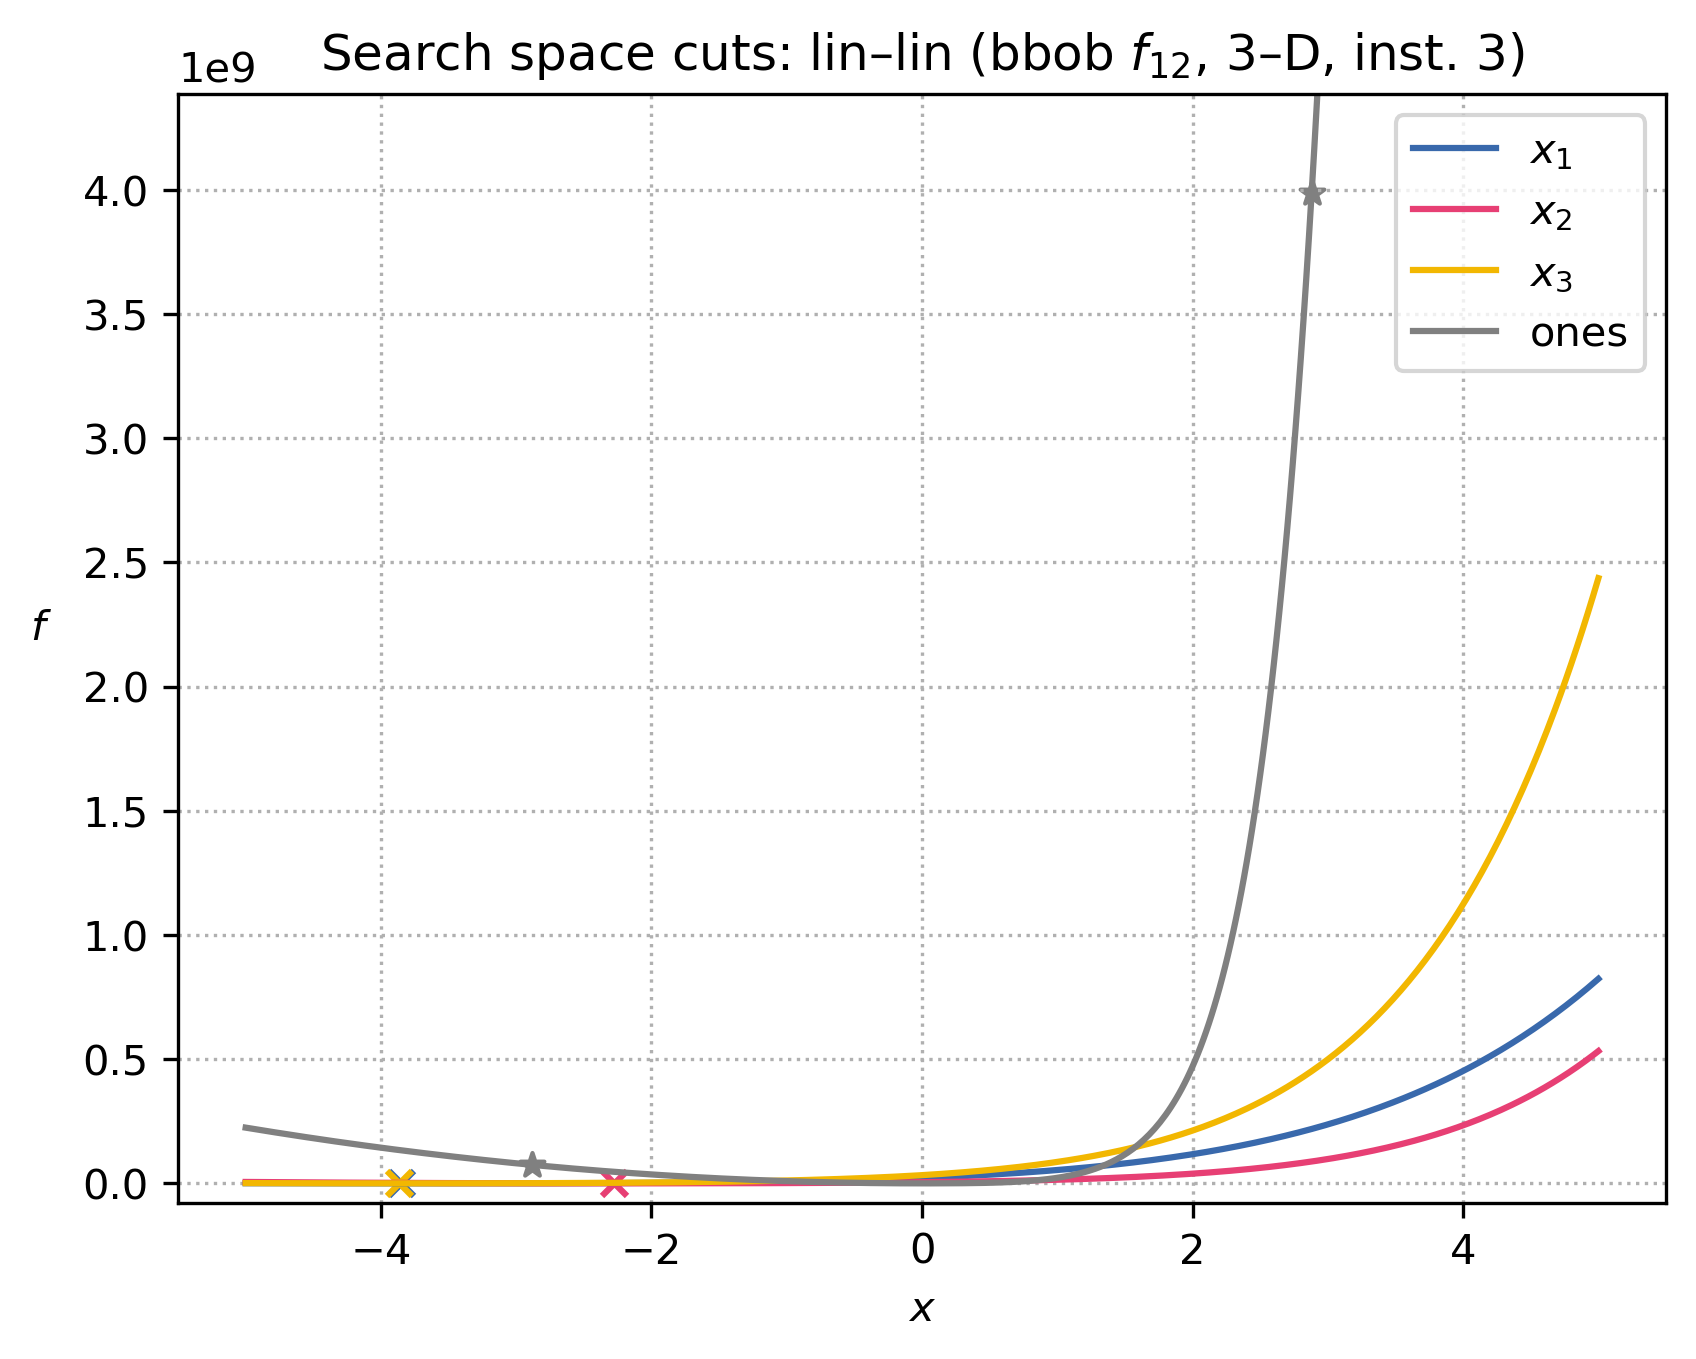 Search space cuts: lin–lin (bbob f12, 3–D, inst. 3)
1e9
x1
x2
x3
ones
4.0
3.5
3.0
2.5
2.0
1.5
1.0
0.5
0.0
f
−4 −2 0 2 4
x